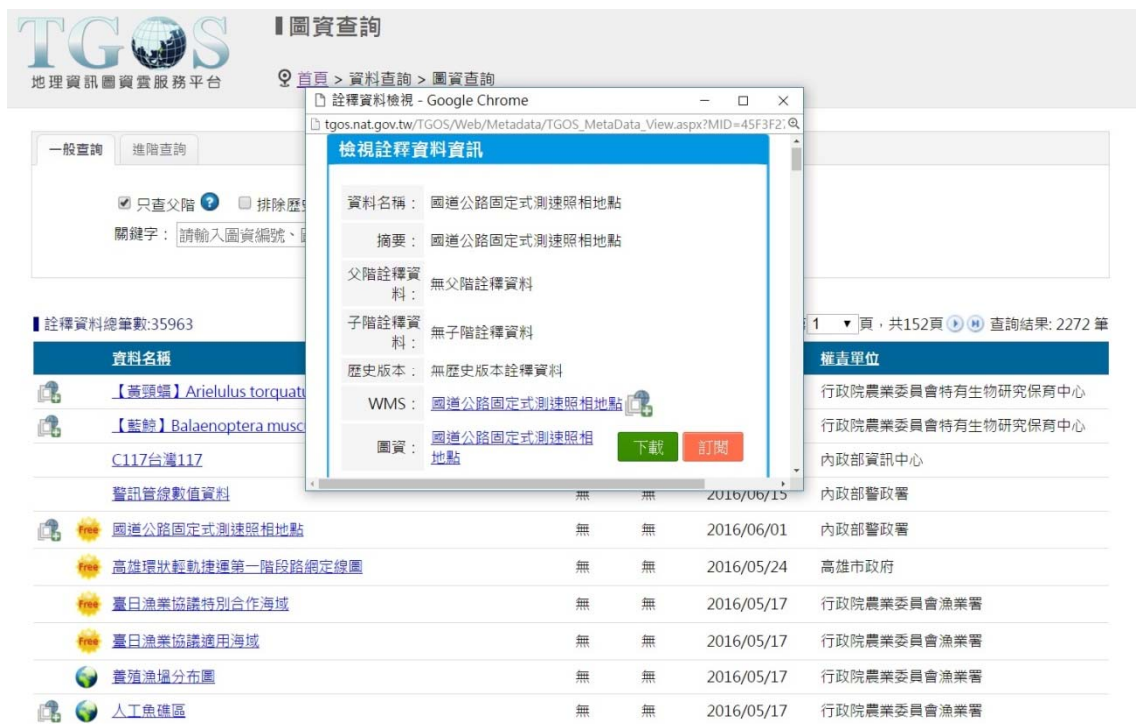 TGOS
地理資訊圖資雲服務平台
圖資查詢
首頁 > 資料查詢 > 圖資查詢
詮釋資料檢視 - Google Chrome
tgos.nat.gov.tw/TGOS/Web/Metadata/TGOS_MetaData_View.aspx?MID=45F3F27
檢視詮釋資料資訊
資料名稱： 國道公路固定式測速照相地點
摘要： 國道公路固定式測速照相地點
父階詮釋資料： 無父階詮釋資料
子階詮釋資料： 無子階詮釋資料
歷史版本： 無歷史版本詮釋資料
WMS： 國道公路固定式測速照相地點
圖資： 國道公路固定式測速照相地點 下載 訂閱
一般查詢 進階查詢
只查父階 ? 排除歷
關鍵字： 請輸入圖資編號、
詮釋資料總筆數:35963 1 頁，共152頁 查詢結果: 2272 筆
資料名稱 權責單位
【黃頸蝠】Arielulus torquatu 行政院農業委員會特有生物研究保育中心
【藍鯨】Balaenoptera musc 行政院農業委員會特有生物研究保育中心
C117台灣117 內政部資訊中心
警訊管線數值資料 無 無 2016/06/15 內政部警政署
Free 國道公路固定式測速照相地點 無 無 2016/06/01 內政部警政署
Free 高雄環狀輕軌捷運第一階段路網定線圖 無 無 2016/05/24 高雄市政府
Free 臺日漁業協議特別合作海域 無 無 2016/05/17 行政院農業委員會漁業署
Free 臺日漁業協議適用海域 無 無 2016/05/17 行政院農業委員會漁業署
養殖漁塭分布圖 無 無 2016/05/17 行政院農業委員會漁業署
人工魚礁區 無 無 2016/05/17 行政院農業委員會漁業署